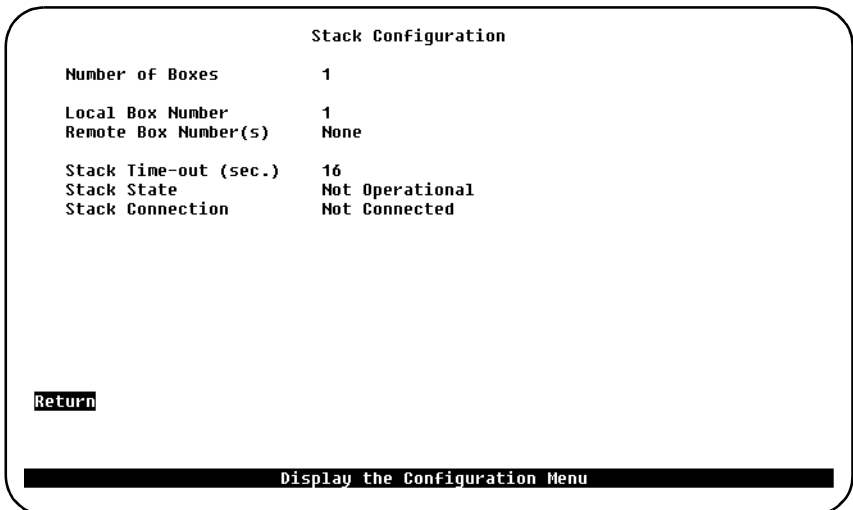 Stack Configuration
Number of Boxes 1
Local Box Number 1
Remote Box Number(s) None
Stack Time-out (sec.) 16
Stack State Not Operational
Stack Connection Not Connected
Return
Display the Configuration Menu